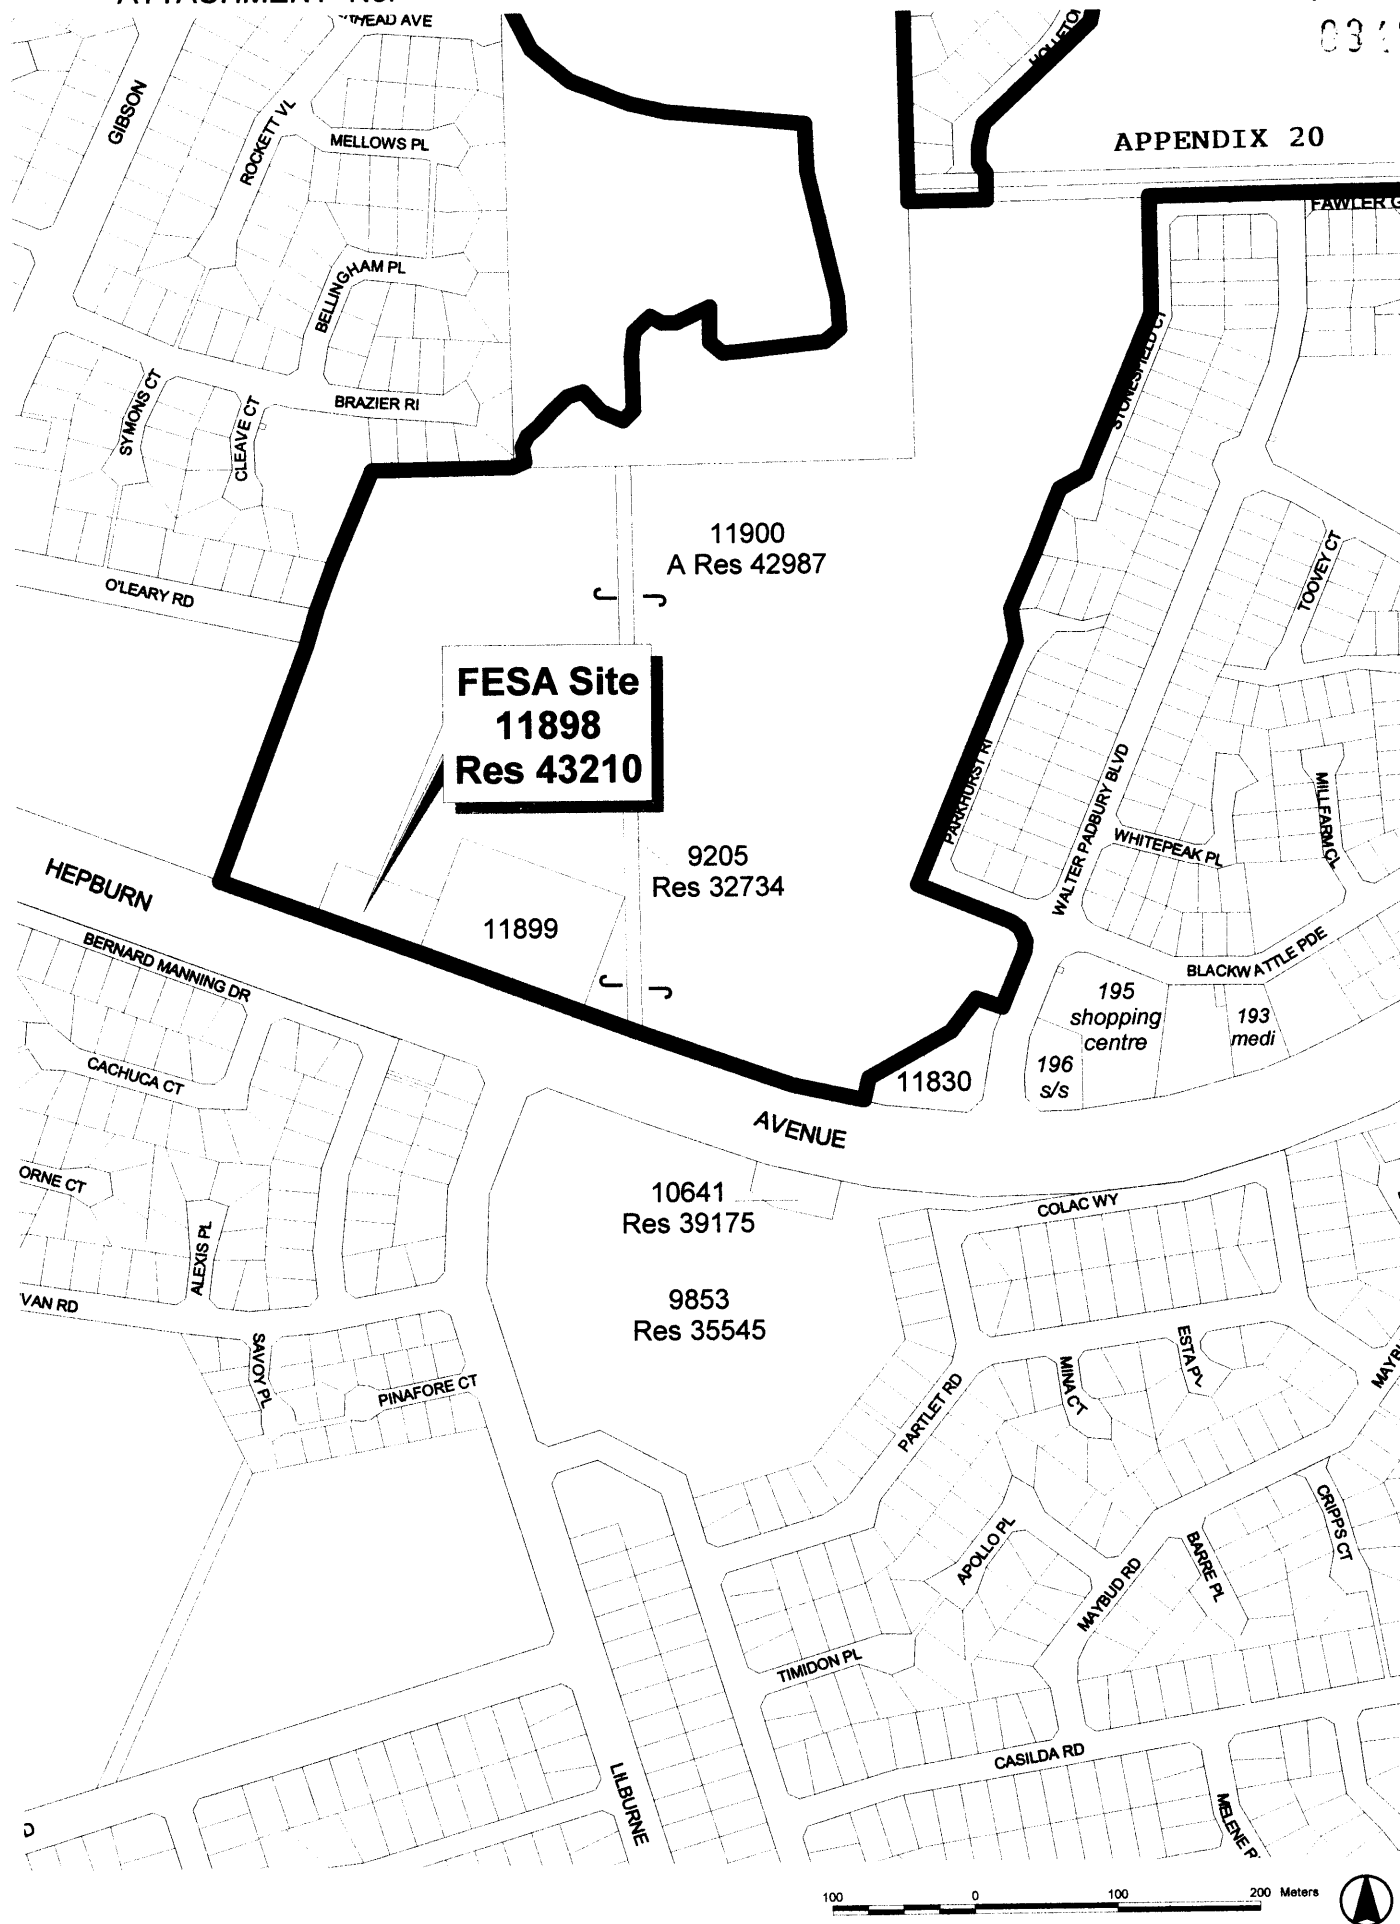 GIBSON
ROCKETT VL
MELLOWS PL
BELLINGHAM PL
BRAZIER RI
SYMONS CT
CLEAVE CT
O'LEARY RD
APPENDIX 20
STONESFIELD CT
TOOVEY CT
11900
A Res 42987
FESA Site
11898
Res 43210
PARKHURST RI
WALTER PADBURY BLVD
WHITEPEAK PL
MILLFARM CL
9205
Res 32734
HEPBURN
11899
BERNARD MANNING DR
BLACKWATTLE PDE
195
shopping
centre
193
medi
196
s/s
11830
CACHUCA CT
AVENUE
ORNE CT
ALEXIS PL
10641
Res 39175
COLAC WY
9853
Res 35545
VAN RD
SAVOY PL
PINAFORE CT
PARTLET RD
MINA CT
ESTA PL
APOLLO PL
MAYBUD RD
BARRE PL
CRIPPS CT
TIMIDON PL
CASILDA RD
LILBURNE
MELENE R
100 0 100 200 Meters